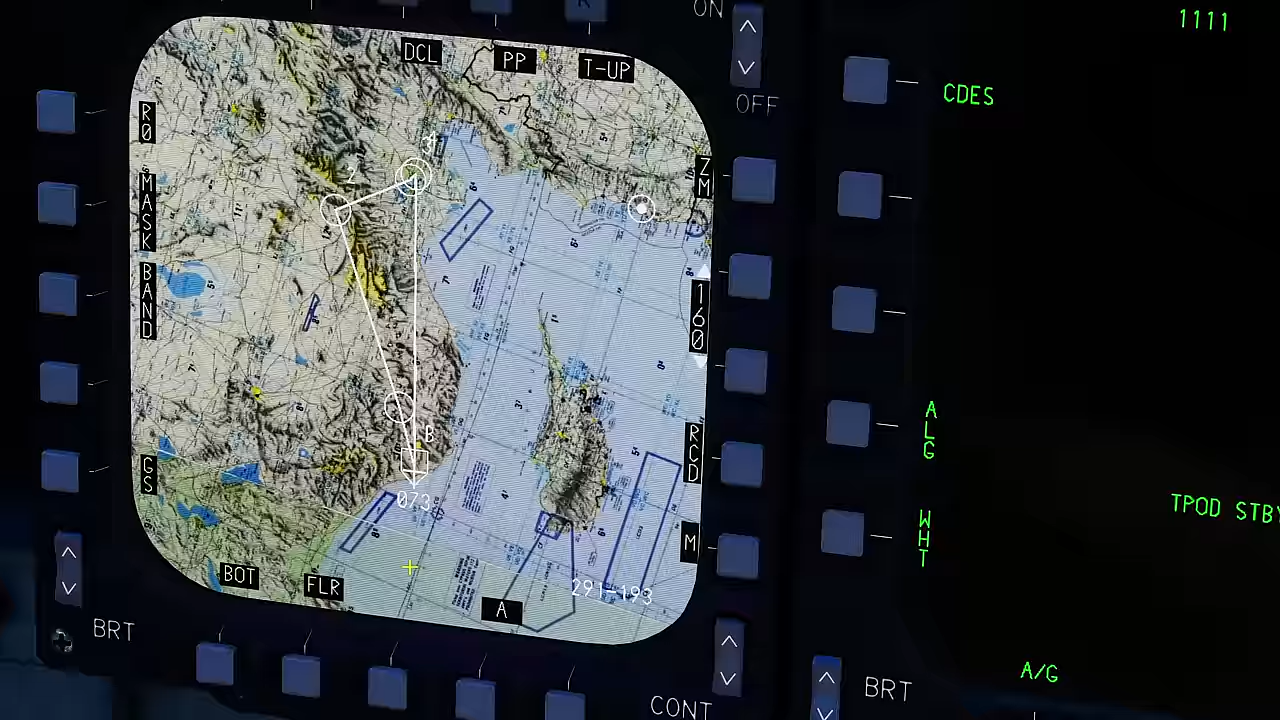 ON
1111
DCL
PP
T-UP
OFF
CDES
R0
ZM
MASK
BAND
160
ALG
B
RCD
GS
073
TPOD STBY
WHT
M
BOT
FLR
A
291-193
BRT
A/G
BRT
CONT